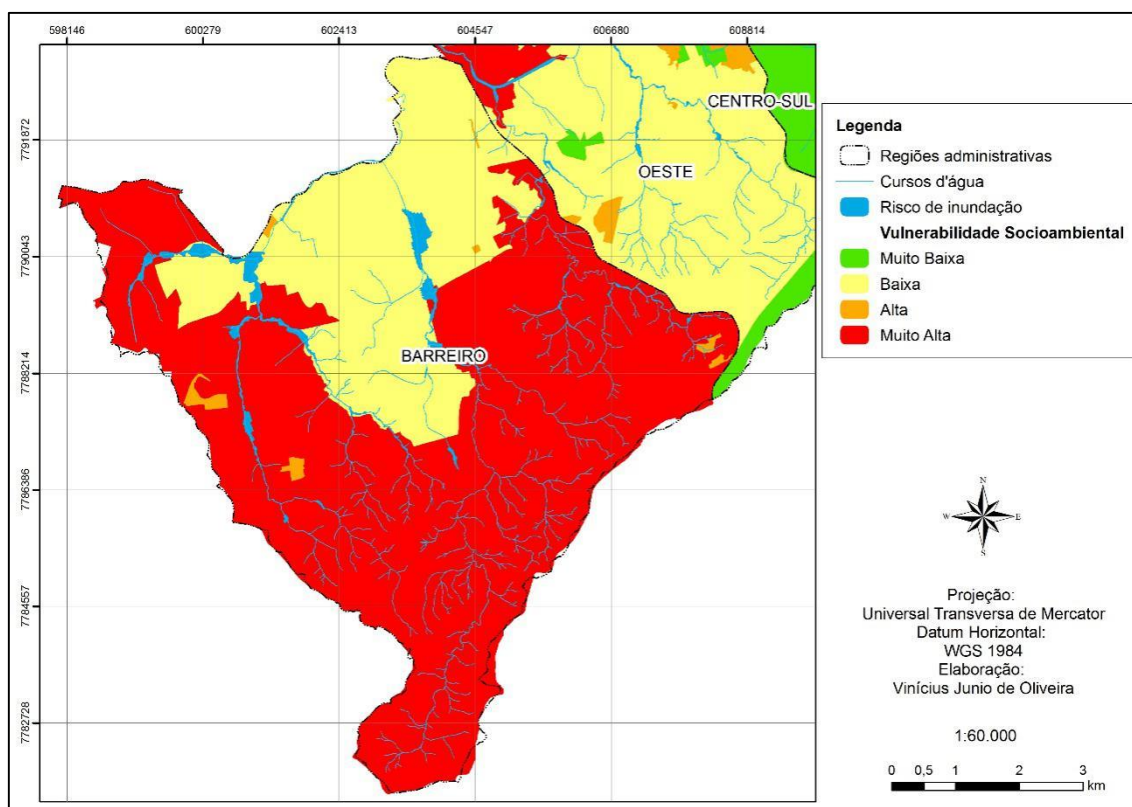 598146
600279
602413
604547
606680
608814
7791872
7790043
7788214
7786386
7784557
7782728
CENTRO-SUL
OESTE
BARREIRO
Legenda
Regiões administrativas
Cursos d'água
Risco de inundação
Vulnerabilidade Socioambiental
Muito Baixa
Baixa
Alta
Muito Alta
N
W
E
S
Projeção:
Universal Transversa de Mercator
Datum Horizontal:
WGS 1984
Elaboração:
Vinícius Junio de Oliveira
1:60.000
0 0,5 1 2 3
km